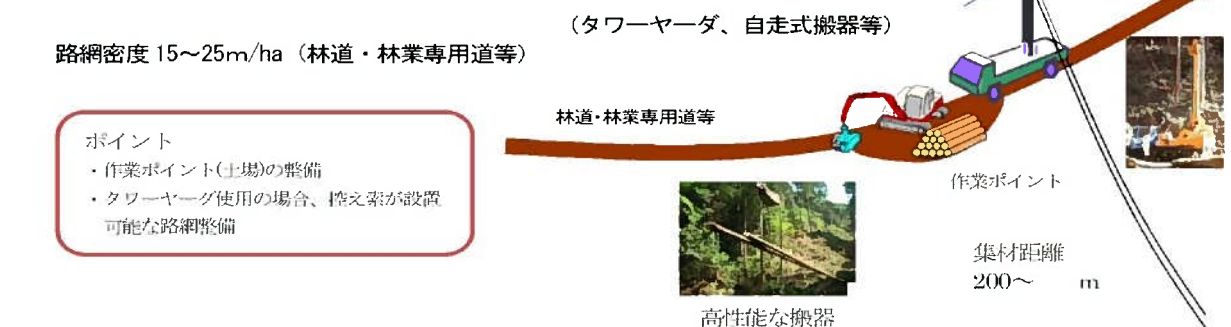 （タワーヤーダ、自走式搬器等）
路網密度 15～25ｍ/ha（林道・林業専用道等）
ポイント
・作業ポイント(土場)の整備
・タワーヤーダ使用の場合、控え索が設置
可能な路網整備
林道・林業専用道等
作業ポイント
集材距離
200～ ｍ
高性能な搬器